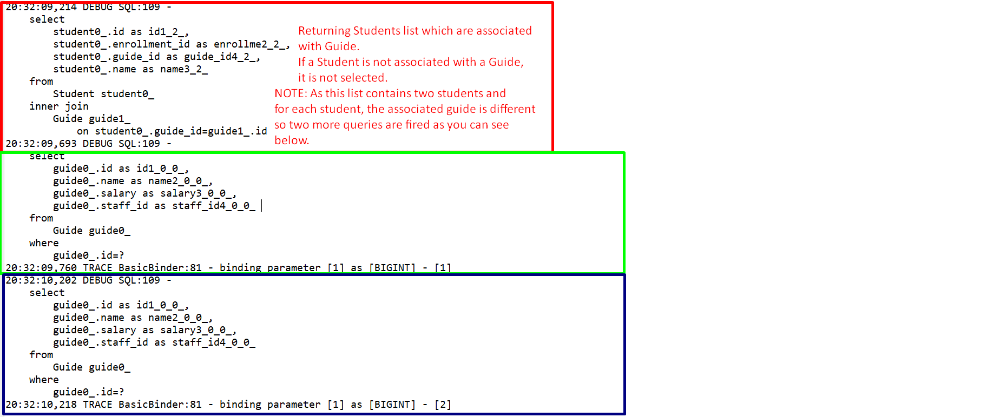 20:32:09,214 DEBUG SQL:109 -
select
student0_.id as id1_2_,
student0_.enrollment_id as enrollme2_2_,
student0_.guide_id as guide_id4_2_,
student0_.name as name3_2_
from
Student student0_
inner join
Guide guide1_
on student0_.guide_id=guide1_.id
Returning Students list which are associated
with Guide.
If a Student is not associated with a Guide,
it is not selected.
NOTE: As this list contains two students and
for each student, the associated guide is different
so two more queries are fired as you can see
below.
20:32:09,693 DEBUG SQL:109 -
select
guide0_.id as id1_0_0_,
guide0_.name as name2_0_0_,
guide0_.salary as salary3_0_0_,
guide0_.staff_id as staff_id4_0_0_
from
Guide guide0_
where
guide0_.id=?
20:32:09,760 TRACE BasicBinder:81 - binding parameter [1] as [BIGINT] - [1]
20:32:10,202 DEBUG SQL:109 -
select
guide0_.id as id1_0_0_,
guide0_.name as name2_0_0_,
guide0_.salary as salary3_0_0_,
guide0_.staff_id as staff_id4_0_0_
from
Guide guide0_
where
guide0_.id=?
20:32:10,218 TRACE BasicBinder:81 - binding parameter [1] as [BIGINT] - [2]